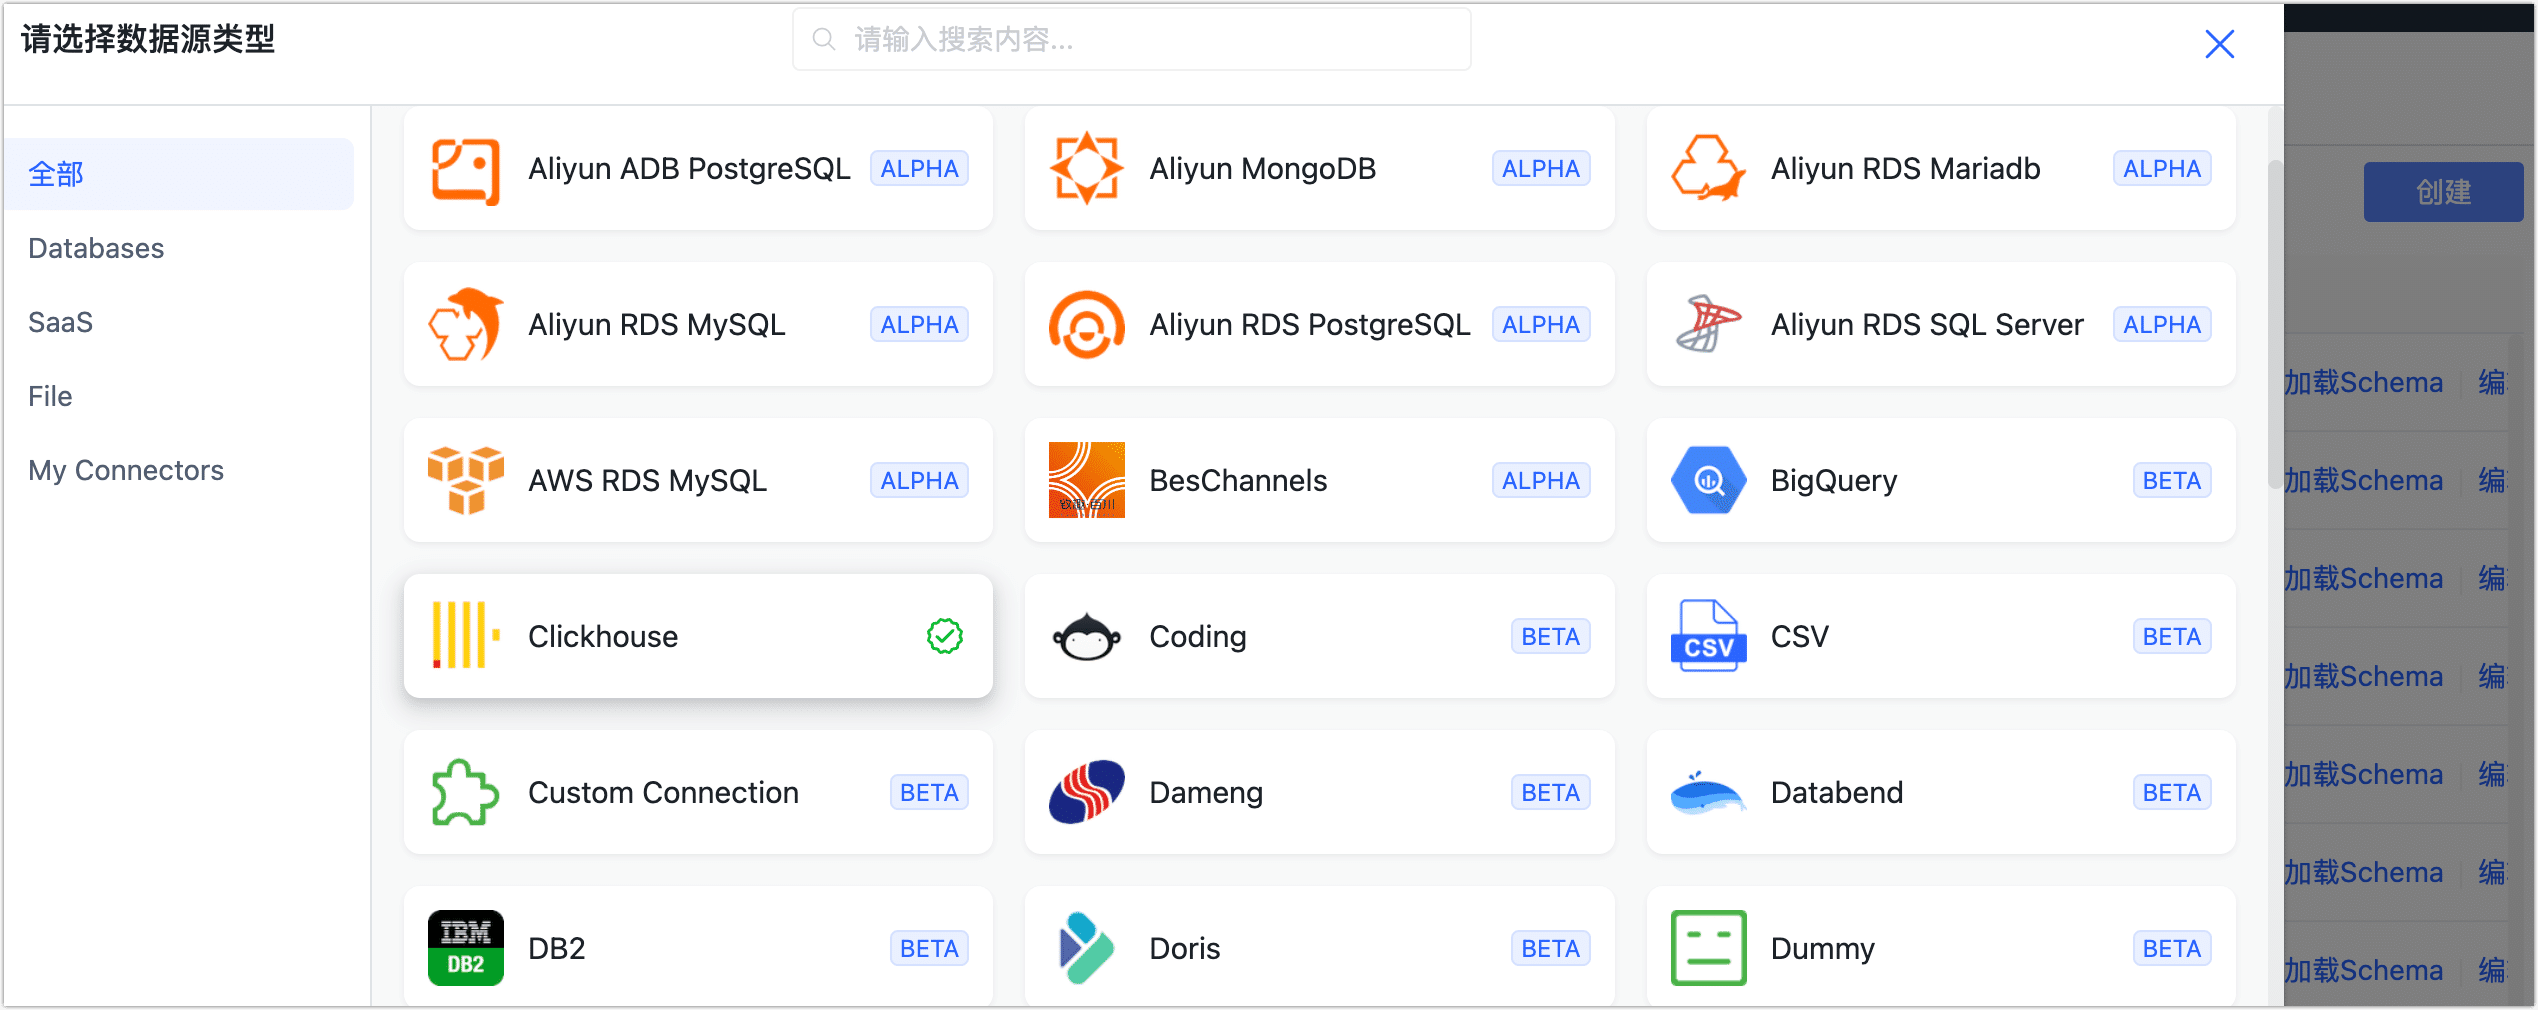 请选择数据源类型
请输入搜索内容...
创建
全部
Databases
SaaS
File
My Connectors
Aliyun ADB PostgreSQL ALPHA
Aliyun MongoDB ALPHA
Aliyun RDS Mariadb ALPHA
Aliyun RDS MySQL ALPHA
Aliyun RDS PostgreSQL ALPHA
Aliyun RDS SQL Server ALPHA
AWS RDS MySQL ALPHA
BesChannels ALPHA
BigQuery BETA
Clickhouse
Coding BETA
CSV
CSV BETA
Custom Connection BETA
Dameng BETA
Databend BETA
IBM
DB2
DB2 BETA
Doris BETA
Dummy BETA
加载Schema 编
加载Schema 编
加载Schema 编
加载Schema 编
加载Schema 编
加载Schema 编
加载Schema 编